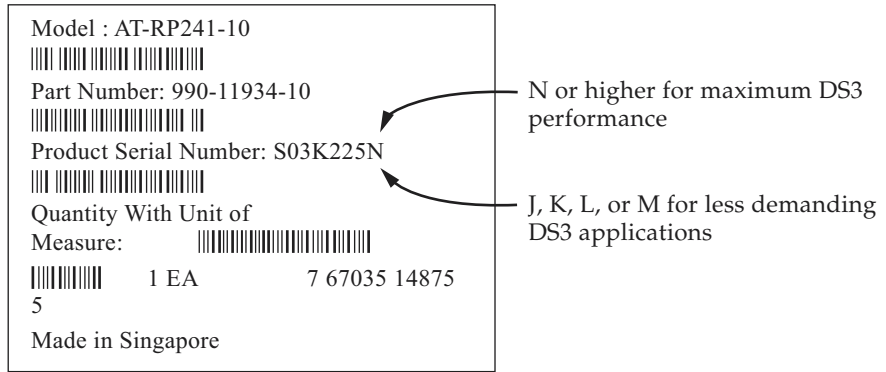 Model : AT-RP241-10
Part Number: 990-11934-10
Product Serial Number: S03K225N
Quantity With Unit of
Measure:
1 EA 7 67035 14875
5
Made in Singapore
N or higher for maximum DS3
performance
J, K, L, or M for less demanding
DS3 applications